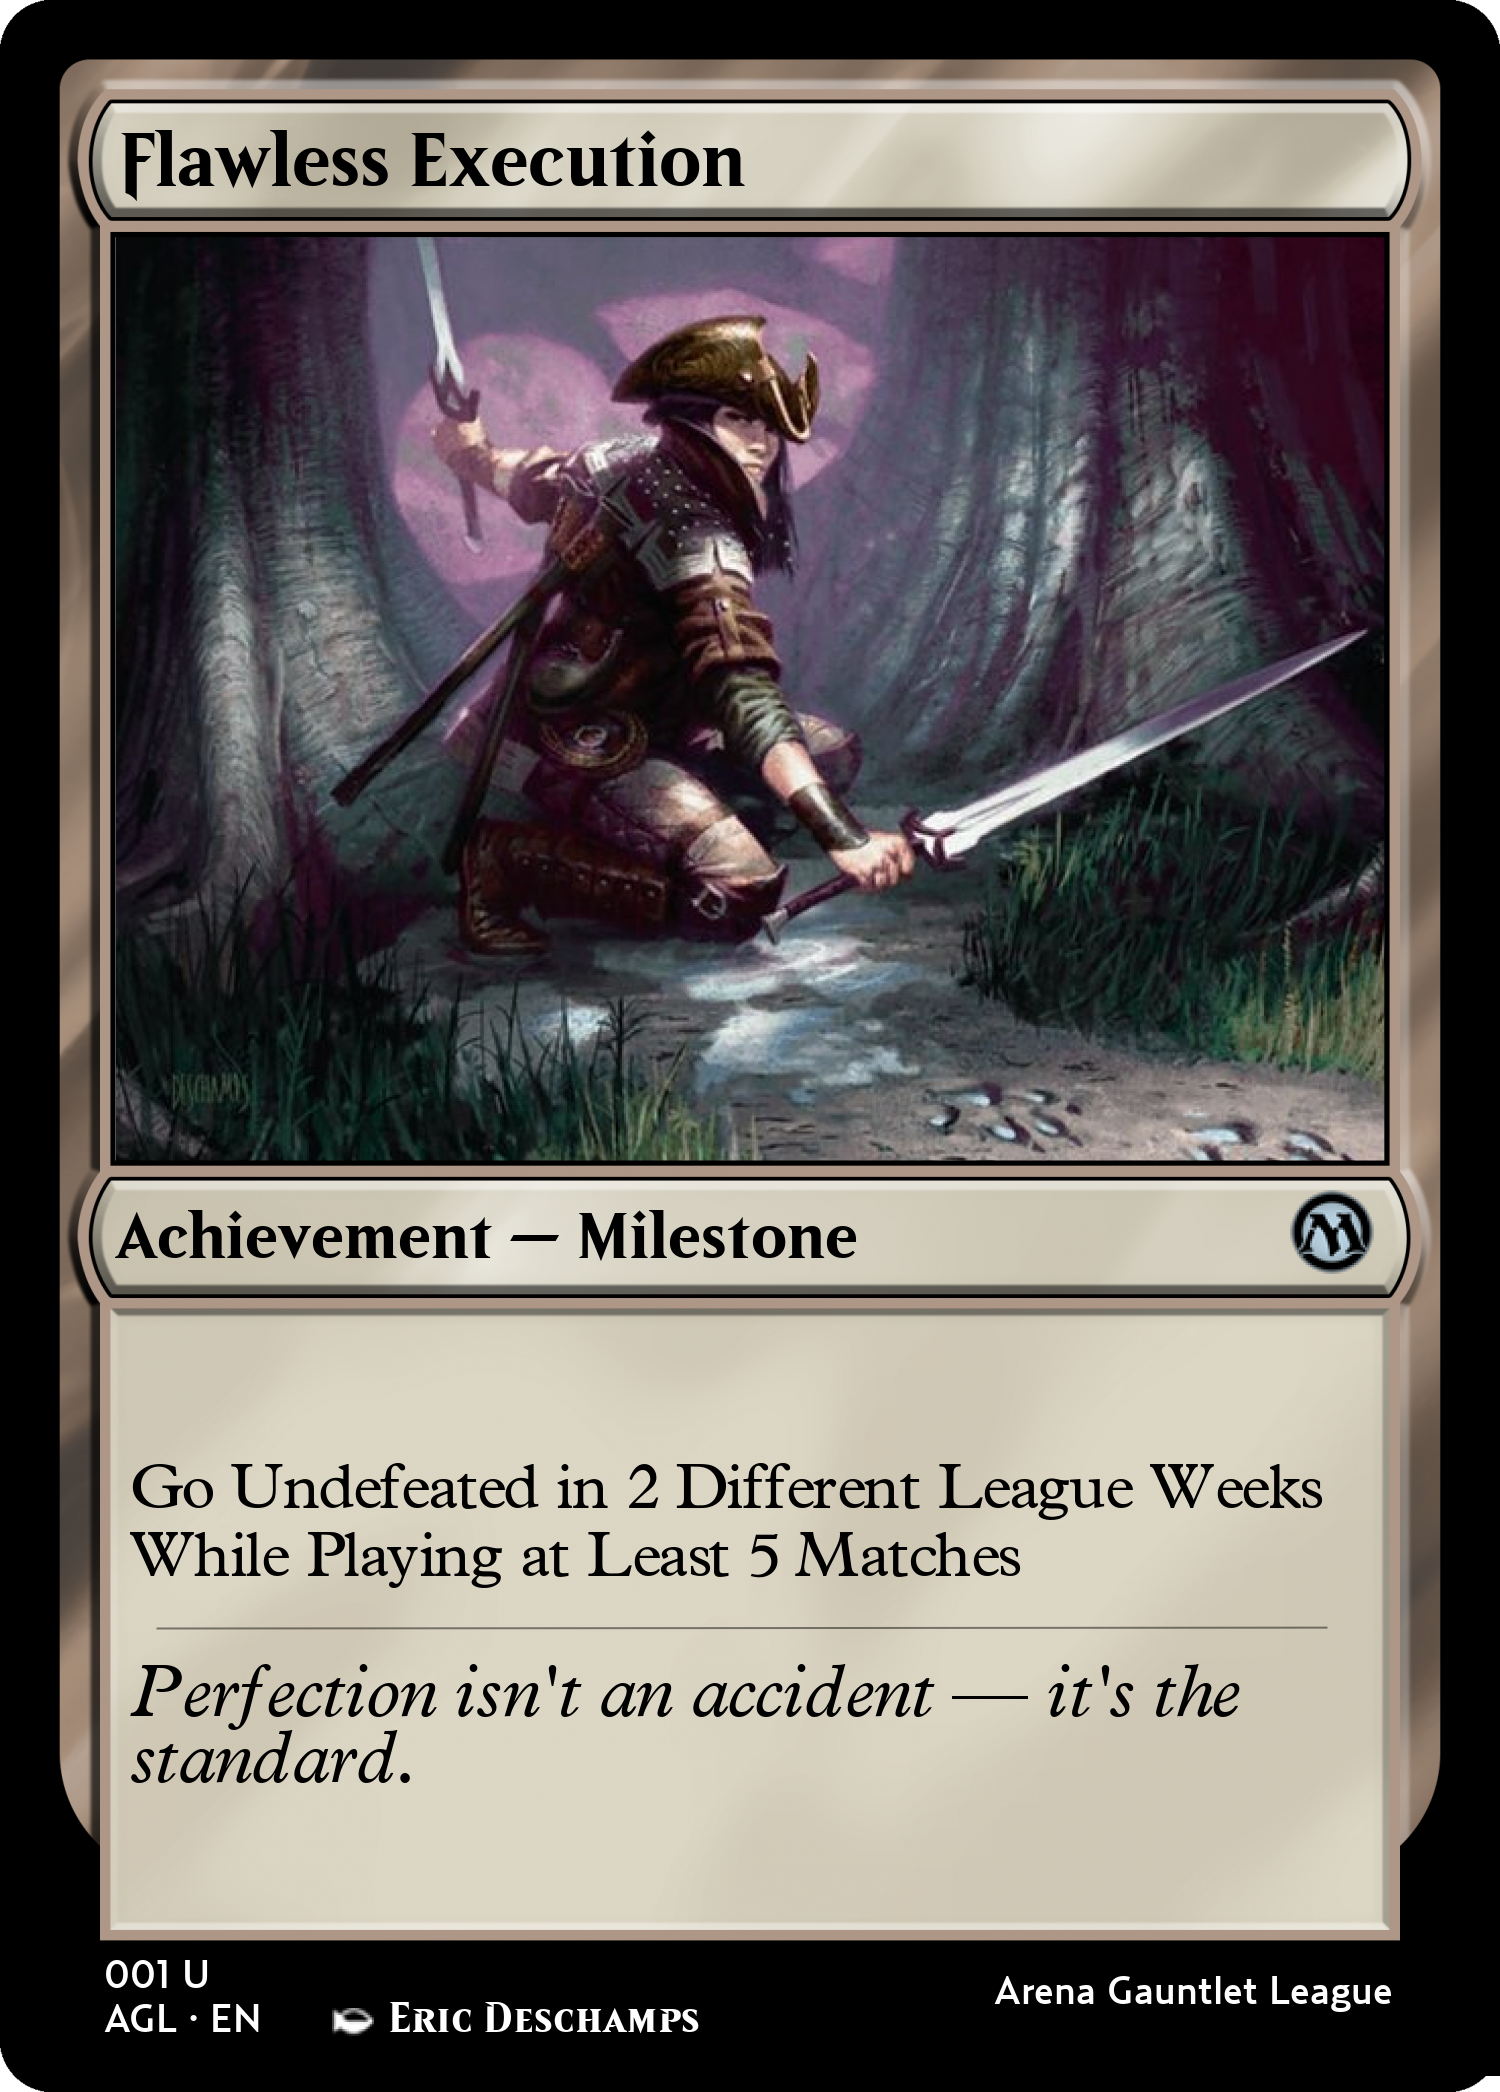 Flawless Execution
DESCHAMPS
Achievement — Milestone
M
Go Undefeated in 2 Different League Weeks
While Playing at Least 5 Matches
Perfection isn't an accident — it's the
standard.
001 U
Arena Gauntlet League
AGL · EN ERIC DESCHAMPS